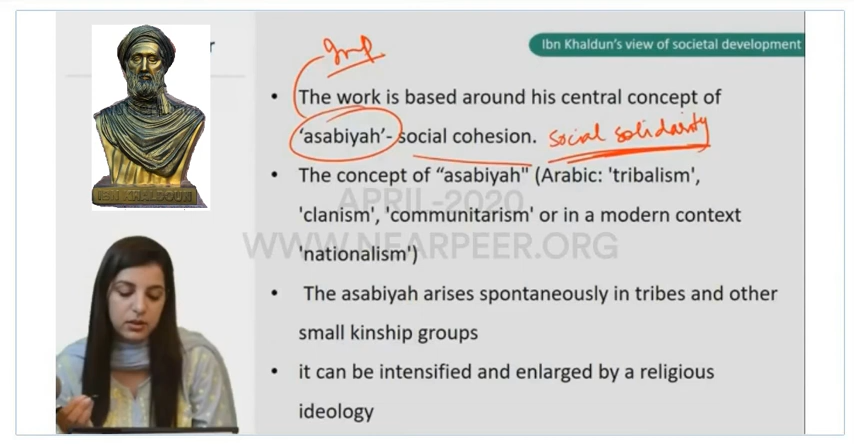 r
Ibn Khaldun's view of societal development
grup
• The work is based around his central concept of
'asabiyah'- social cohesion. social solidarity
• The concept of “asabiyah" (Arabic: 'tribalism',
'clanism', 'communitarism' or in a modern context
'nationalism')
• The asabiyah arises spontaneously in tribes and other
small kinship groups
• it can be intensified and enlarged by a religious
ideology
APRIL -2020
WWW.NEARPEER.ORG
IBN KHALDOUN